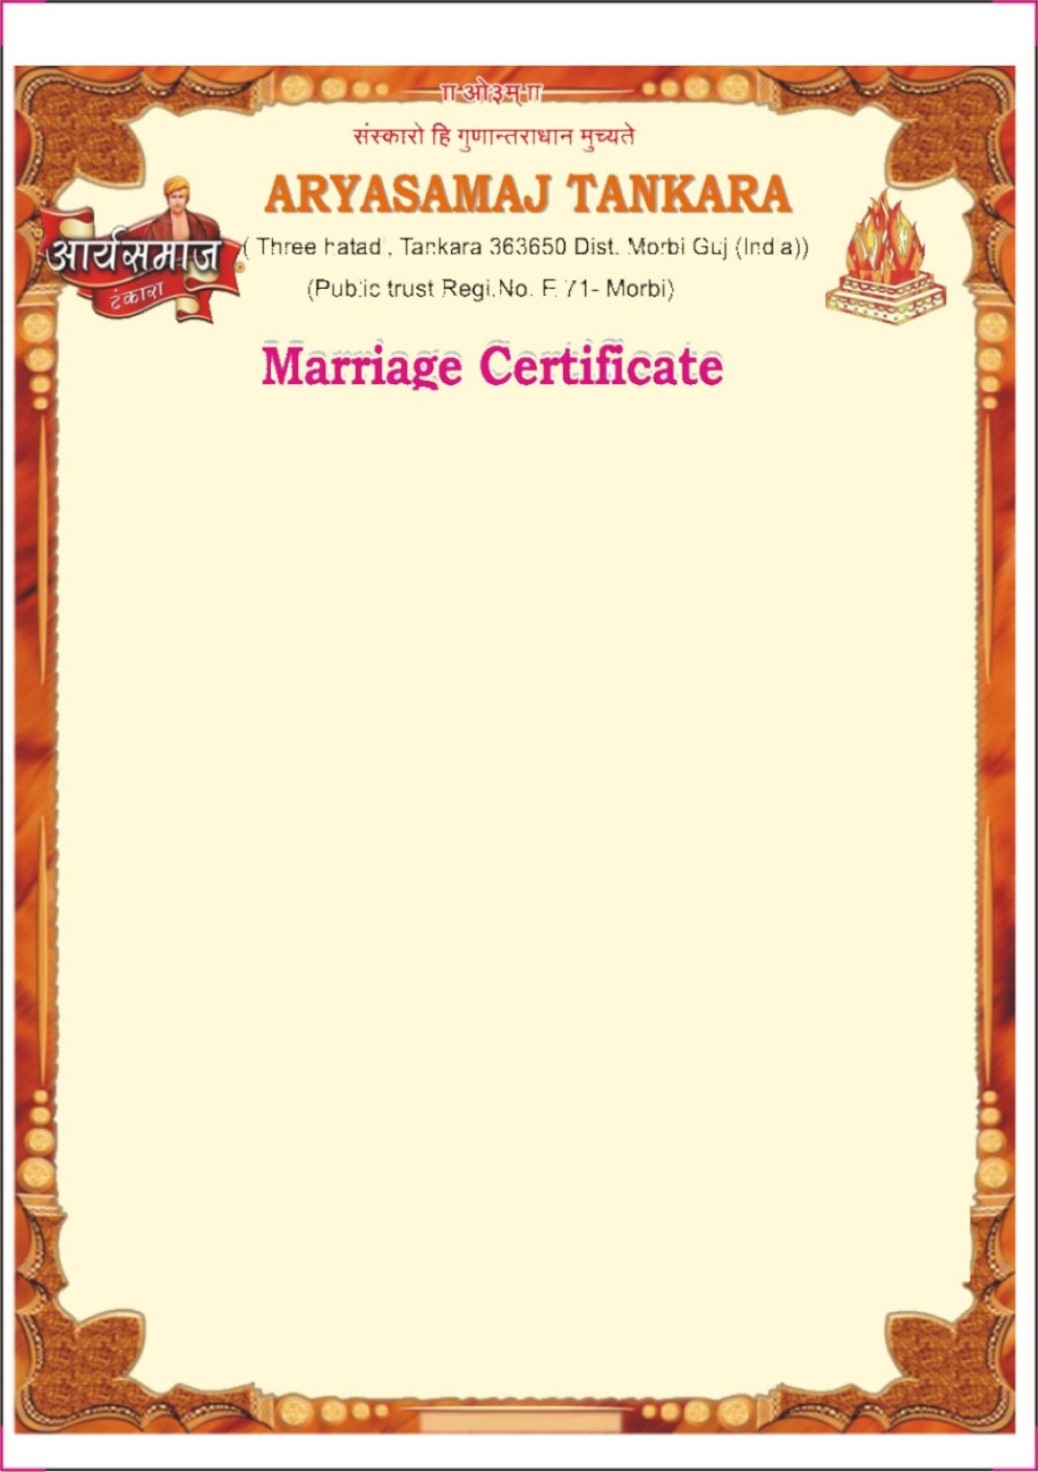 ॥ ओ३म् ॥
संस्कारो हि गुणान्तराधान मुच्यते
ARYASAMAJ TANKARA
आर्यसमाज
टंकारा
( Three hatadi, Tankara 363650 Dist. Morbi Guj (India))
(Public trust Regi.No. F. 71- Morbi)
Marriage Certificate